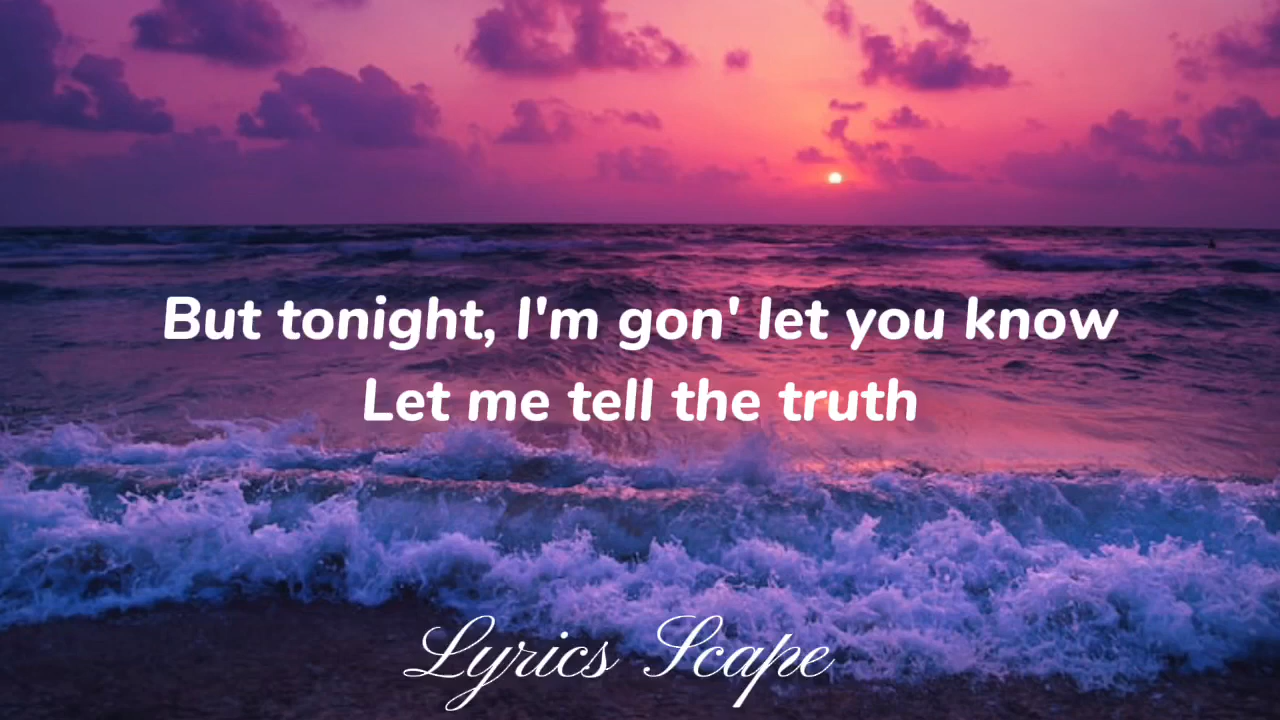 But tonight, I'm gon' let you know
Let me tell the truth
Lyrics Scape